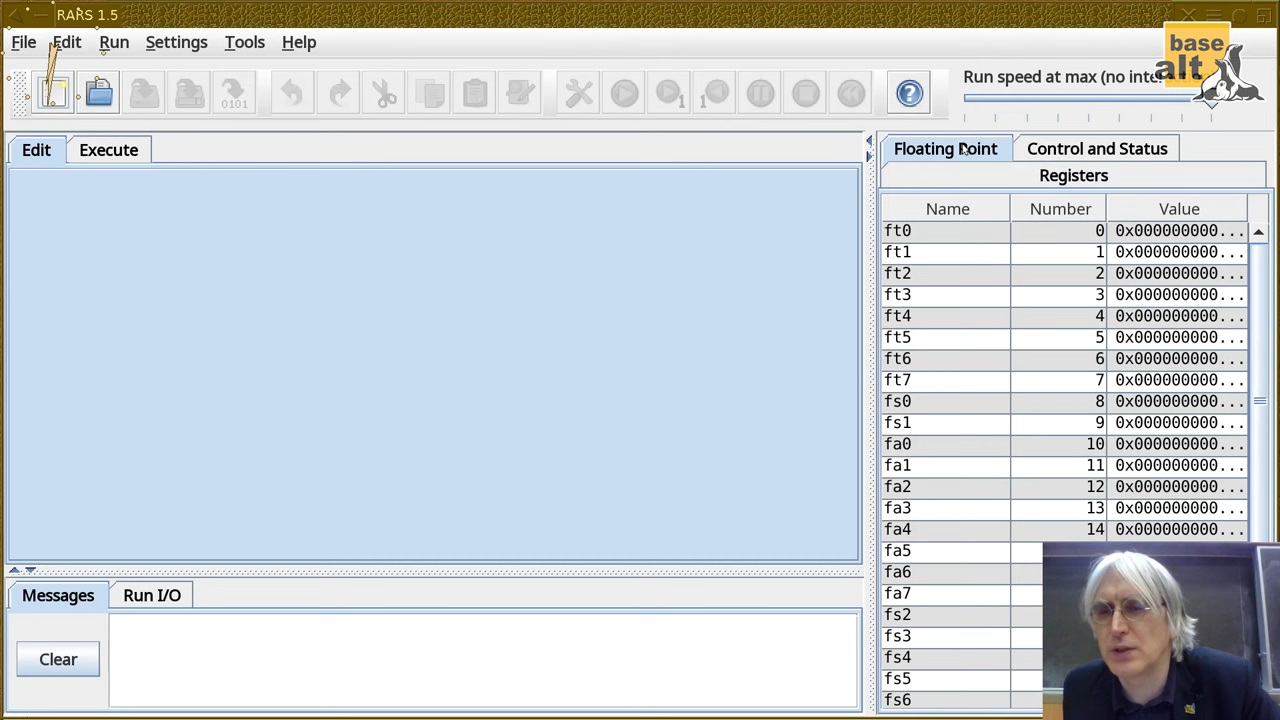 RARS 1.5
File Edit Run Settings Tools Help
base
alt
Run speed at max (no inte
0101
1
1
?
Edit Execute
Floating Point Control and Status
Registers
Name Number Value
ft0 0 0x000000000...
ft1 1 0x000000000...
ft2 2 0x000000000...
ft3 3 0x000000000...
ft4 4 0x000000000...
ft5 5 0x000000000...
ft6 6 0x000000000...
ft7 7 0x000000000...
fs0 8 0x000000000...
fs1 9 0x000000000...
fa0 10 0x000000000...
fa1 11 0x000000000...
fa2 12 0x000000000...
fa3 13 0x000000000...
fa4 14 0x000000000...
fa5
fa6
fa7
fs2
fs3
fs4
fs5
fs6
Messages Run I/O
Clear